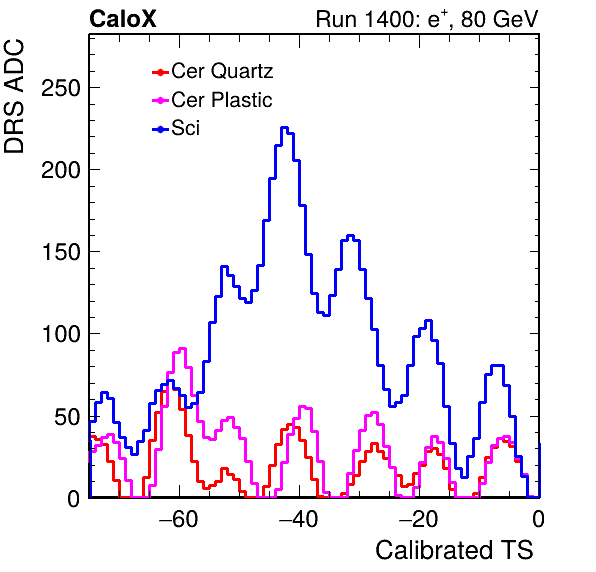 CaloX Run 1400: e⁺, 80 GeV
DRS ADC
Cer Quartz
Cer Plastic
Sci
250
200
150
100
50
0
−60 −40 −20 0
Calibrated TS